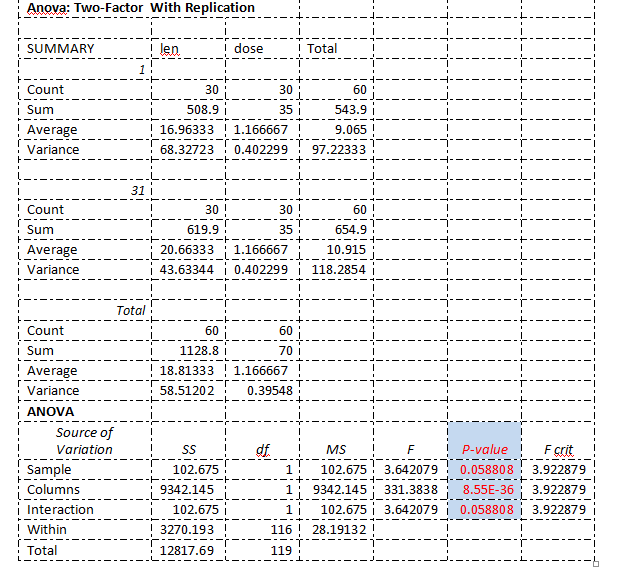 Anova: Two-Factor With Replication
SUMMARY len dose Total
1
Count 30 30 60
Sum 508.9 35 543.9
Average 16.96333 1.166667 9.065
Variance 68.32723 0.402299 97.22333
31
Count 30 30 60
Sum 619.9 35 654.9
Average 20.66333 1.166667 10.915
Variance 43.63344 0.402299 118.2854
Total
Count 60 60
Sum 1128.8 70
Average 18.81333 1.166667
Variance 58.51202 0.39548
ANOVA
Source of
Variation SS df MS F P-value F crit
Sample 102.675 1 102.675 3.642079 0.058808 3.922879
Columns 9342.145 1 9342.145 331.3838 8.55E-36 3.922879
Interaction 102.675 1 102.675 3.642079 0.058808 3.922879
Within 3270.193 116 28.19132
Total 12817.69 119